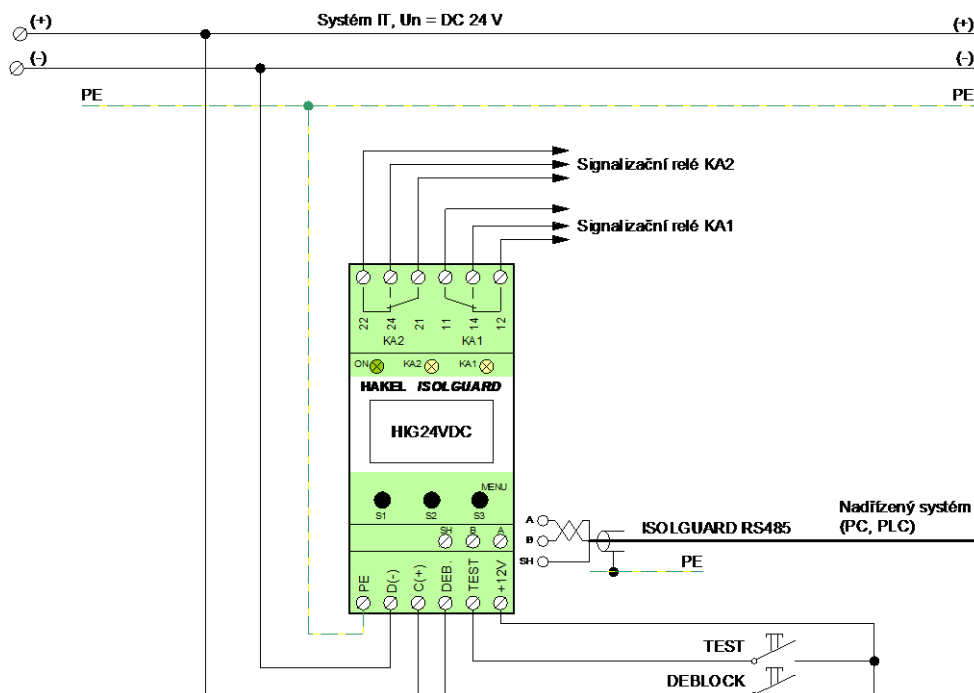 Systém IT, Un = DC 24 V
(+) (+)
(-) (-)
PE PE
Signalizační relé KA2
Signalizační relé KA1
22 24 21 11 14 12
KA2 KA1
ON KA2 KA1
HAKEL ISOLGUARD
HIG24VDC
MENU
S1 S2 S3
SH B A
PE D(-) C(+) DEB. TEST +12V
A
B
SH
ISOLGUARD RS485
PE
Nadřízený systém
(PC, PLC)
TEST
DEBLOCK